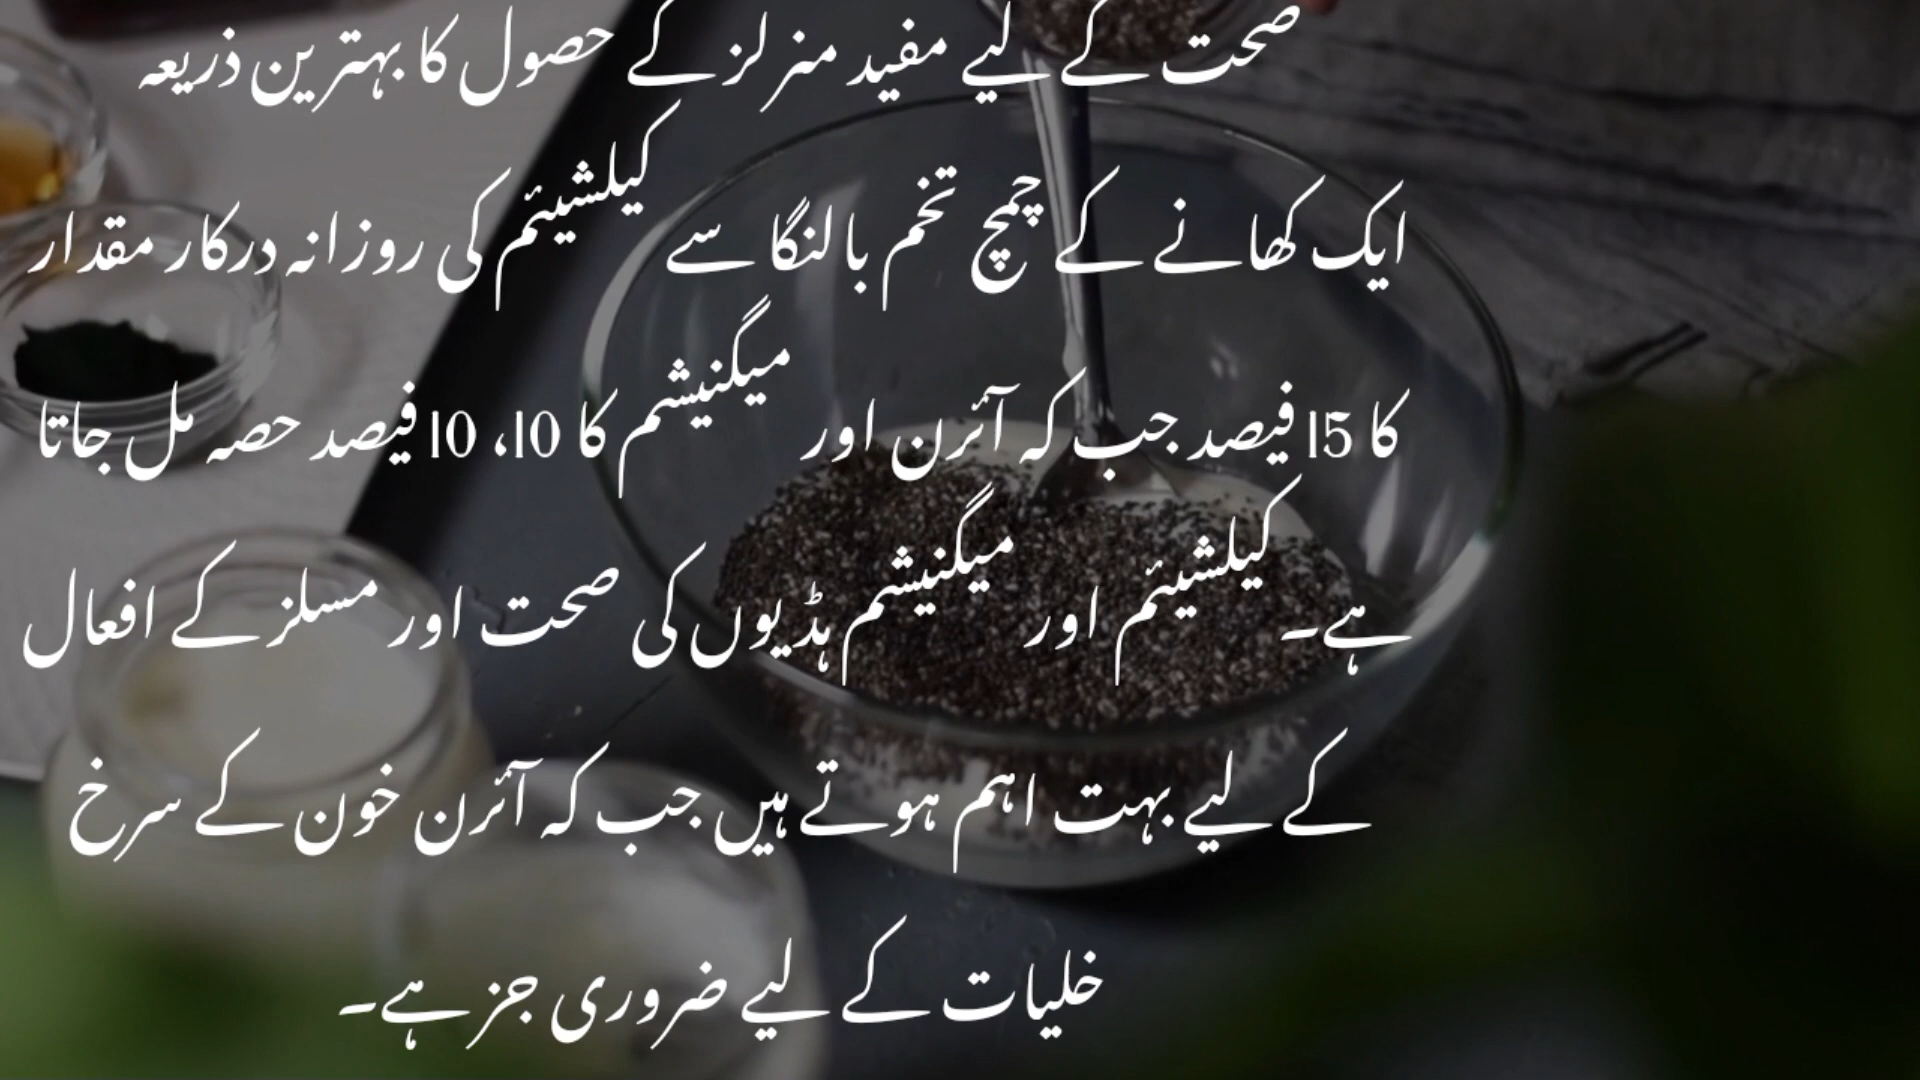 صحت کے لیے مفید منرلز کے حصول کا بہترین ذریعہ
ایک کھانے کے چمچ تخم بالنگا سے کیلشیئم کی روزانہ درکار مقدار
کا 15 فیصد جب کہ آئرن اور میگنیشم کا 10، 10 فیصد حصہ مل جاتا
ہے۔ کیلشیئم اور میگنیشم ہڈیوں کی صحت اور مسلز کے افعال
کے لیے بہت اہم ہوتے ہیں جب کہ آئرن خون کے سرخ
خلیات کے لیے ضروری جز ہے۔